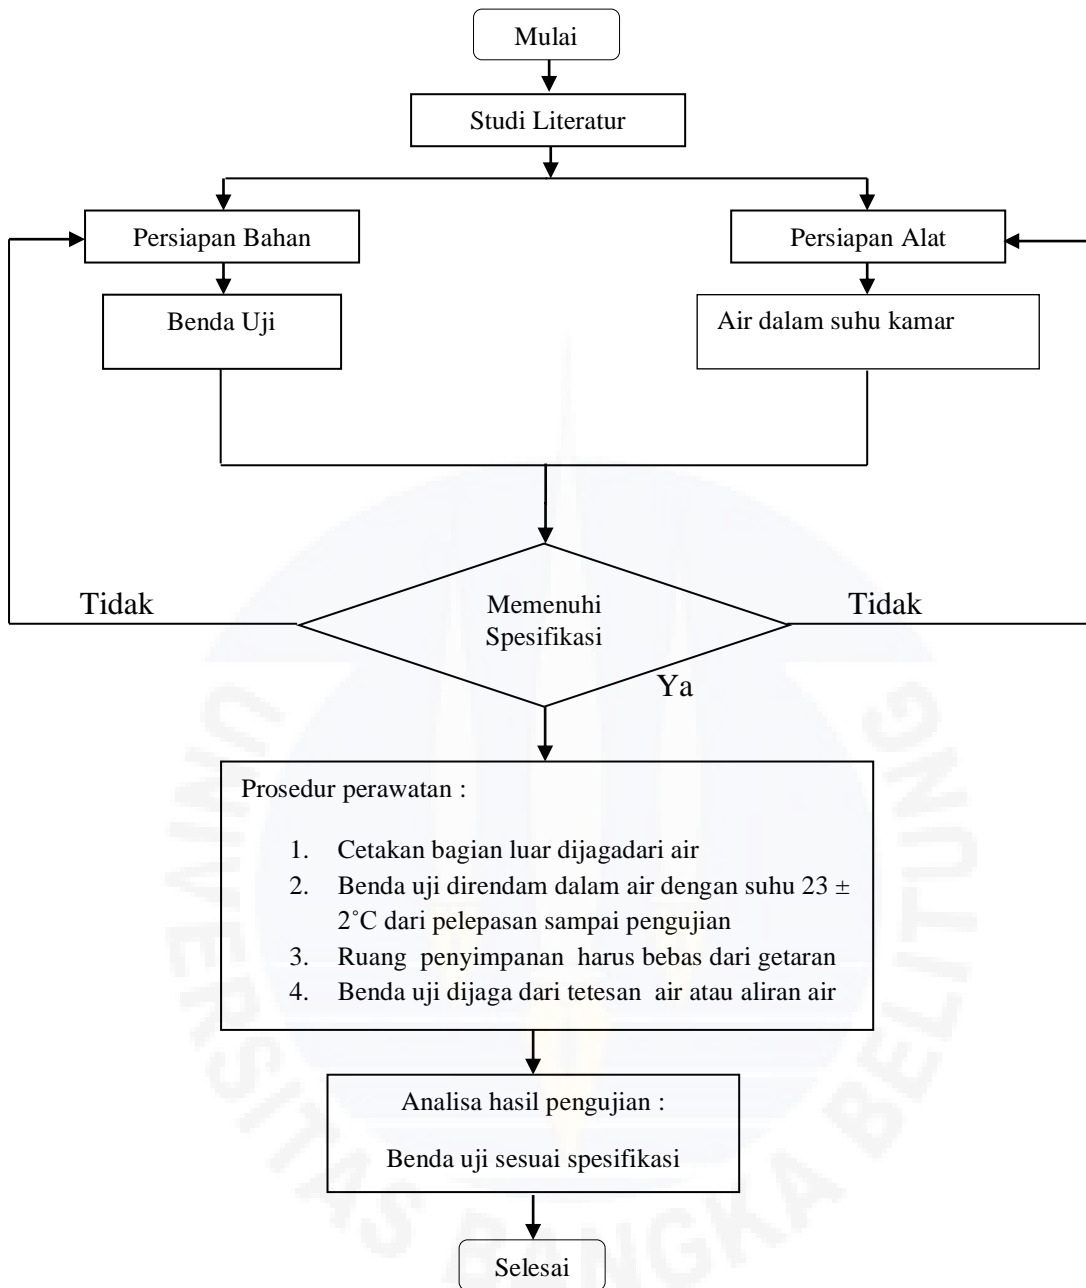 Mulai
Studi Literatur
Persiapan Bahan
Persiapan Alat
Benda Uji
Air dalam suhu kamar
Tidak
Memenuhi
Spesifikasi
Tidak
Ya
Prosedur perawatan :
1. Cetakan bagian luar dijagadari air
2. Benda uji direndam dalam air dengan suhu 23 ±
2˚C dari pelepasan sampai pengujian
3. Ruang penyimpanan harus bebas dari getaran
4. Benda uji dijaga dari tetesan air atau aliran air
Analisa hasil pengujian :
Benda uji sesuai spesifikasi
Selesai
UNIVERSITAS BANGKA BELITUNG